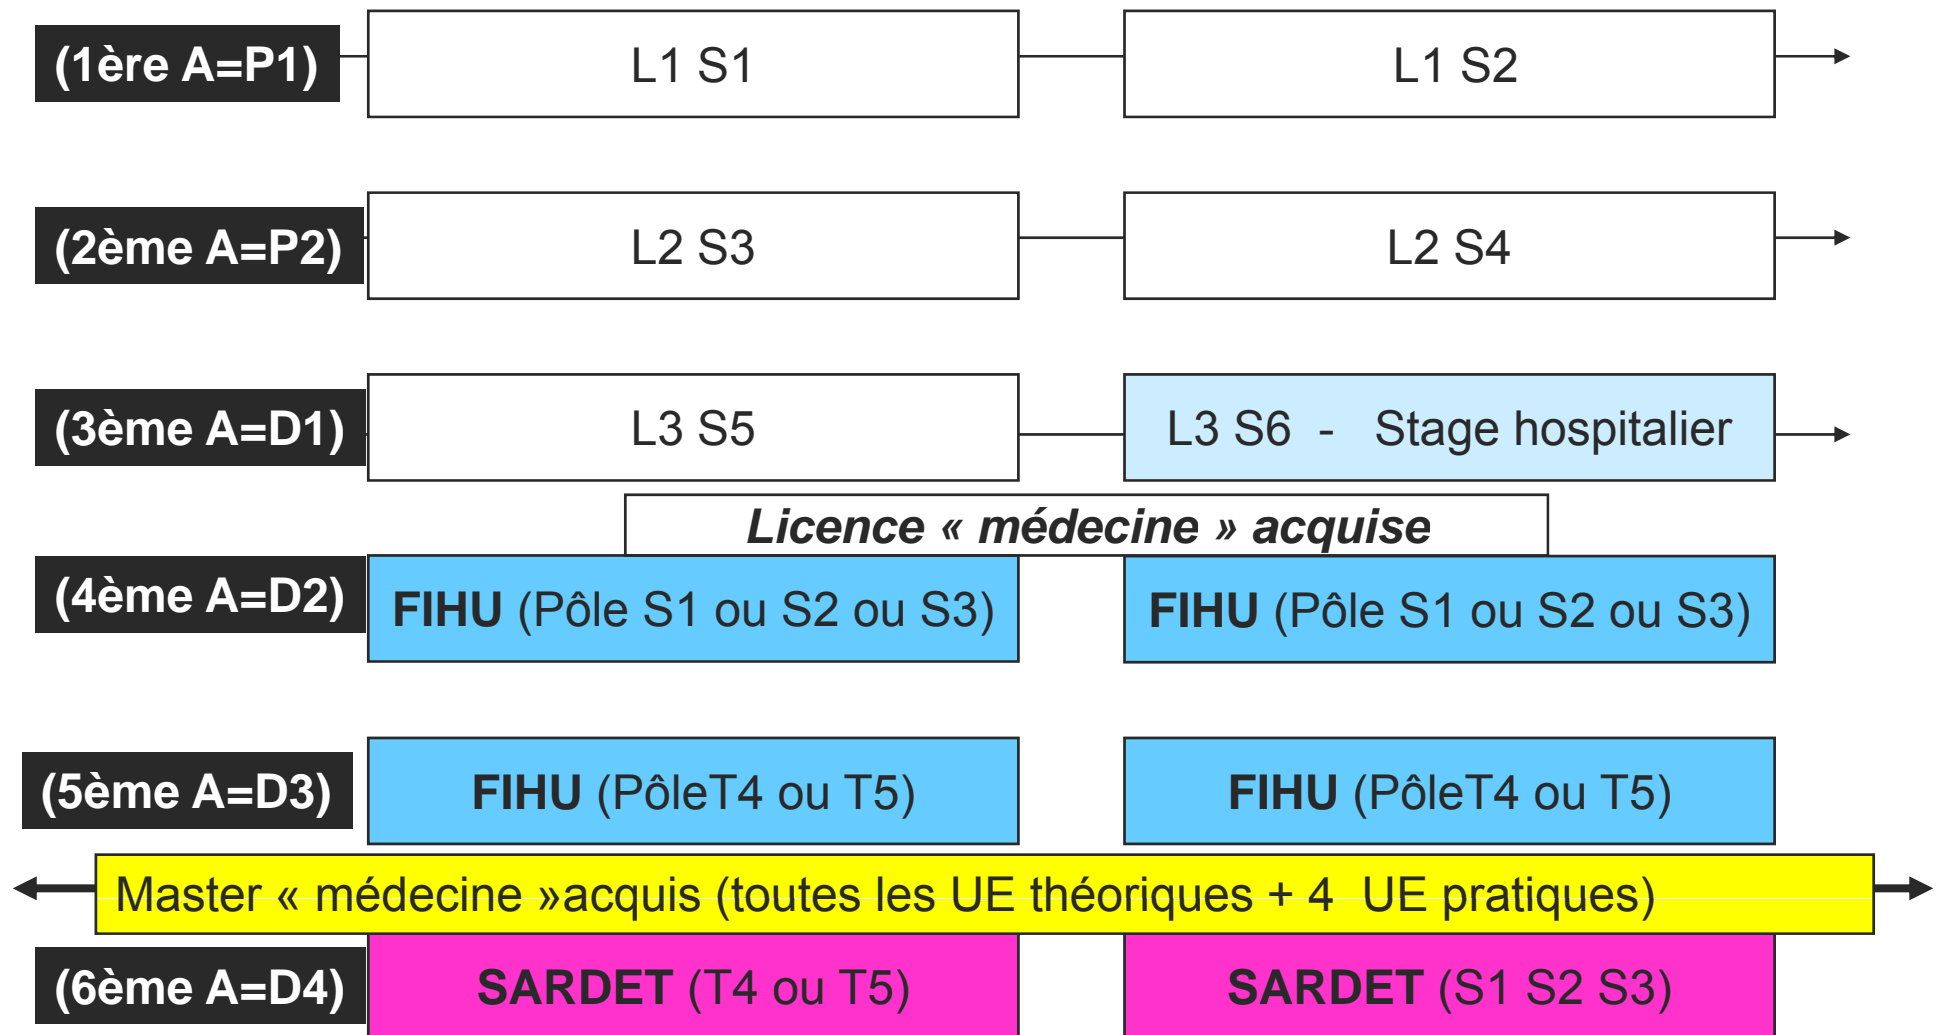 (1ère A=P1) L1 S1 L1 S2
(2ème A=P2) L2 S3 L2 S4
(3ème A=D1) L3 S5 L3 S6 - Stage hospitalier
Licence « médecine » acquise
(4ème A=D2) FIHU (Pôle S1 ou S2 ou S3) FIHU (Pôle S1 ou S2 ou S3)
(5ème A=D3) FIHU (PôleT4 ou T5) FIHU (PôleT4 ou T5)
Master « médecine »acquis (toutes les UE théoriques + 4 UE pratiques)
(6ème A=D4) SARDET (T4 ou T5) SARDET (S1 S2 S3)